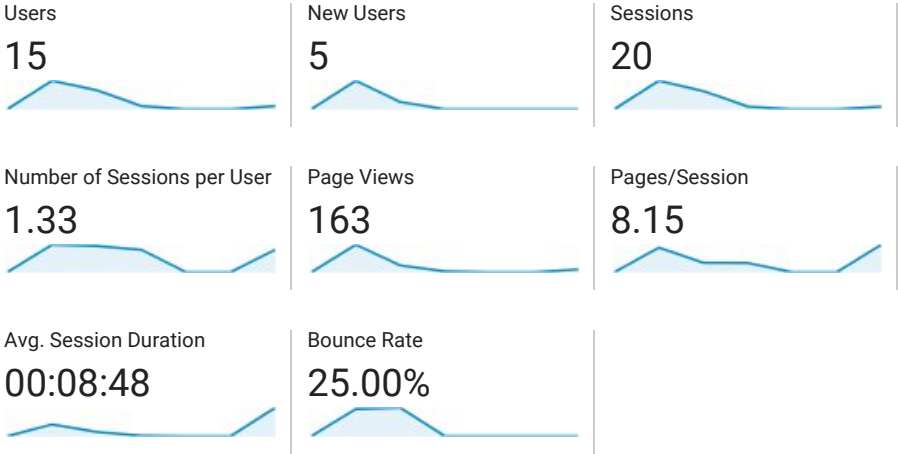 Users
15
New Users
5
Sessions
20
Number of Sessions per User
1.33
Page Views
163
Pages/Session
8.15
Avg. Session Duration
00:08:48
Bounce Rate
25.00%